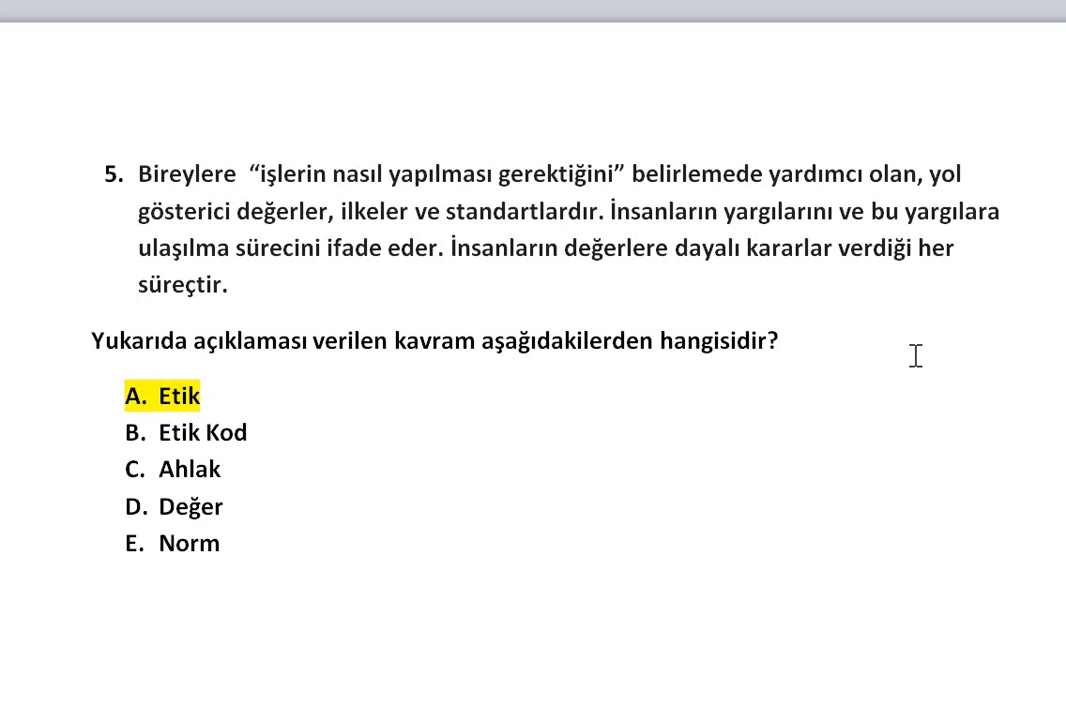 5. Bireylere “işlerin nasıl yapılması gerektiğini” belirlemede yardımcı olan, yol
gösterici değerler, ilkeler ve standartlardır. İnsanların yargılarını ve bu yargılara
ulaşılma sürecini ifade eder. İnsanların değerlere dayalı kararlar verdiği her
süreçtir.
Yukarıda açıklaması verilen kavram aşağıdakilerden hangisidir?
A. Etik
B. Etik Kod
C. Ahlak
D. Değer
E. Norm